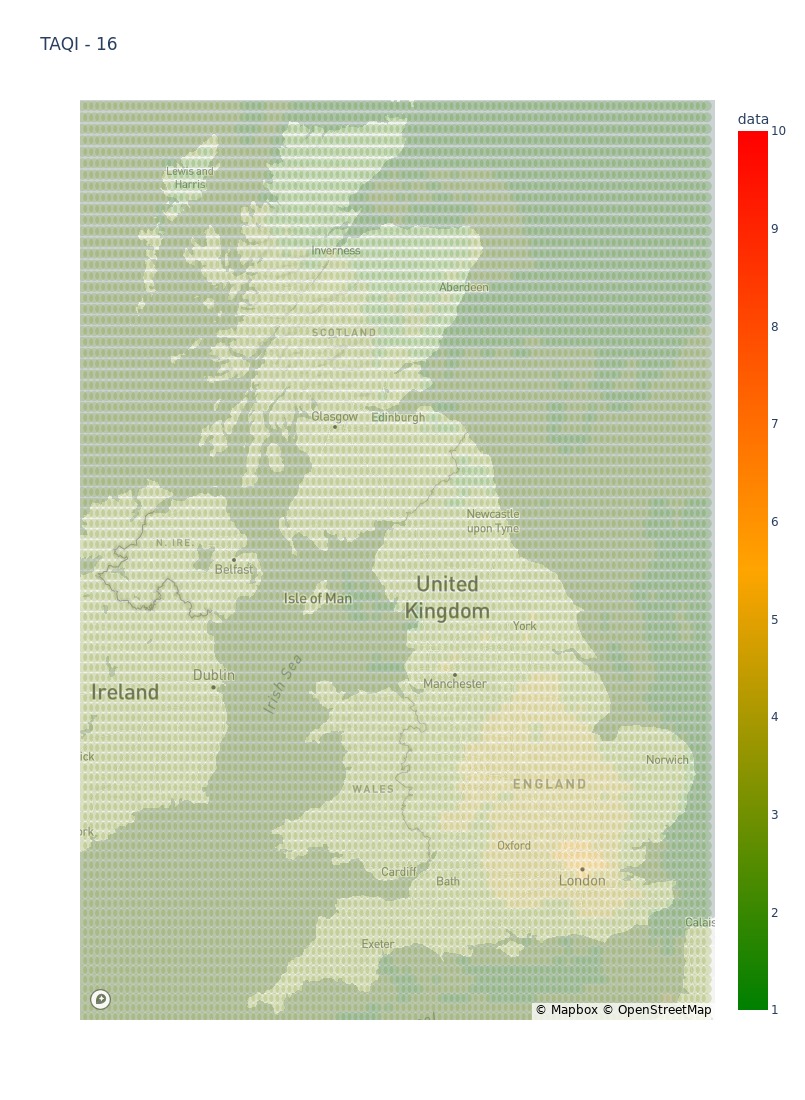 TAQI - 16
data
10
9
8
7
6
5
4
3
2
1
Lewis and
Harris
Inverness
Aberdeen
SCOTLAND
Glasgow
Edinburgh
Newcastle
upon Tyne
N. IRE.
Belfast
Isle of Man
United
Kingdom
York
Irish Sea
Dublin
Manchester
Ireland
ick
Norwich
WALES
ENGLAND
ork
Oxford
Cardiff
Bath
London
Calais
Exeter
© Mapbox © OpenStreetMap